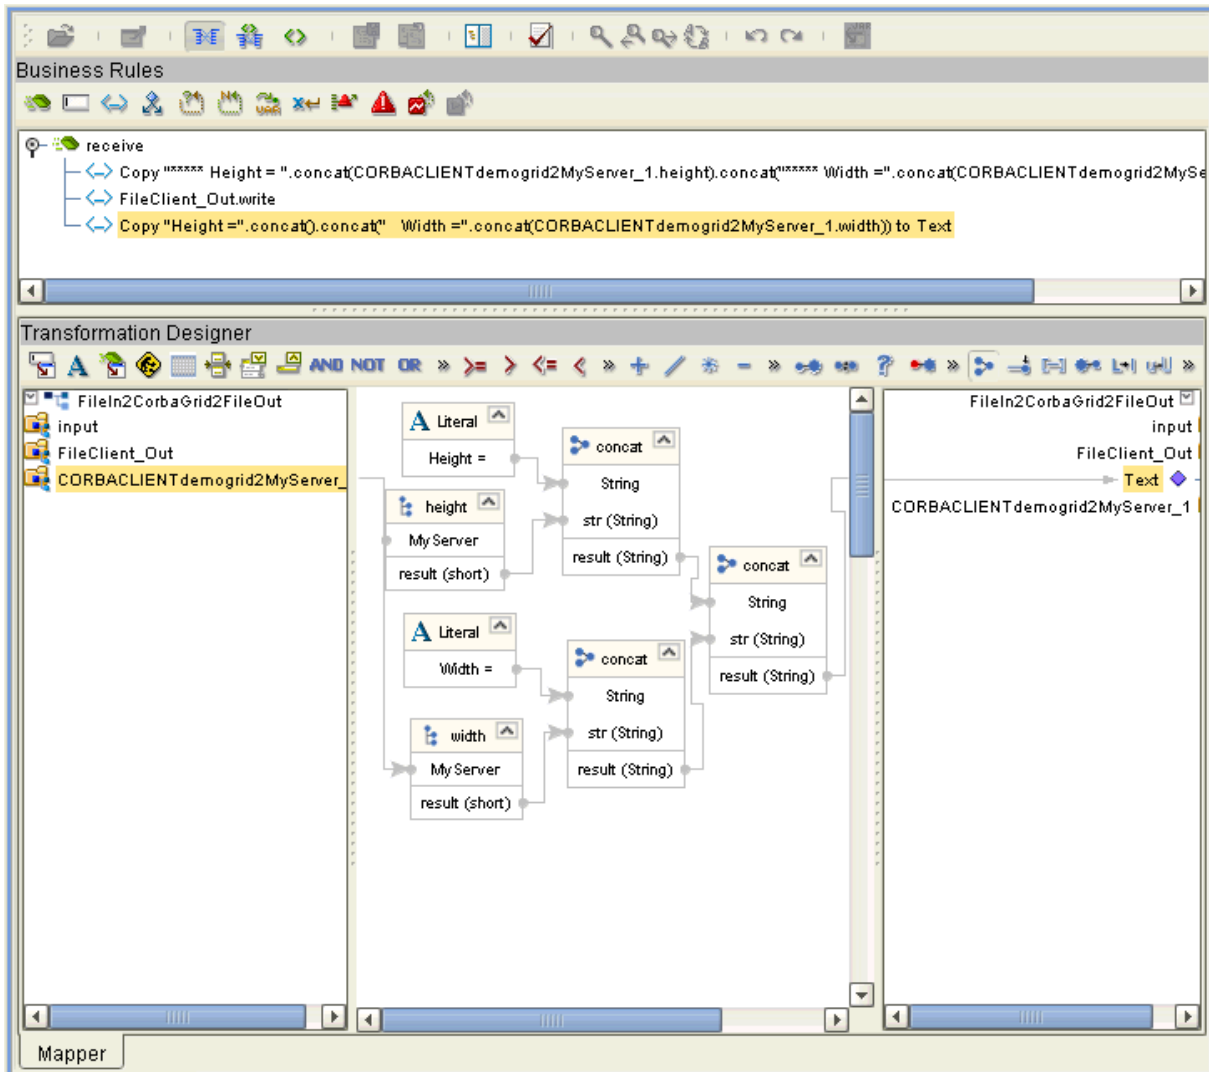 Business Rules
receive
Copy "***** Height = ".concat(CORBACLIENTdemogrid2MyServer_1.height).concat("***** Width =".concat(CORBACLIENTdemogrid2MySe
FileClient_Out.write
Copy "Height =".concat().concat("   Width =".concat(CORBACLIENTdemogrid2MyServer_1.width)) to Text
Transformation Designer
A AND NOT OR » >= > <= < » + / * − » ? » »
FileIn2CorbaGrid2FileOut
input
FileClient_Out
CORBACLIENTdemogrid2MyServer_
A Literal
Height =
height
MyServer
result (short)
A Literal
Width =
width
MyServer
result (short)
concat
String
str (String)
result (String)
concat
String
str (String)
result (String)
concat
String
str (String)
result (String)
FileIn2CorbaGrid2FileOut
input
FileClient_Out
Text
CORBACLIENTdemogrid2MyServer_1
Mapper